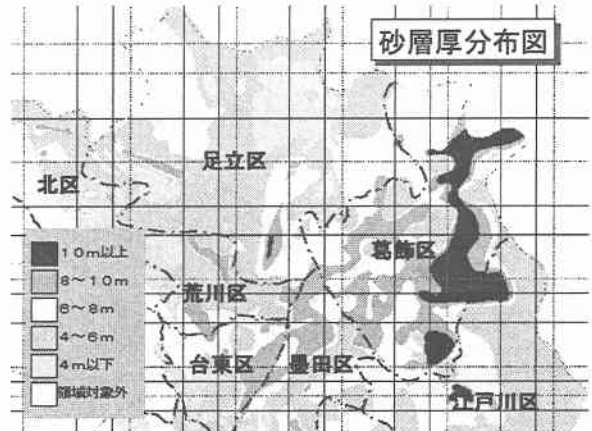 砂層厚分布図
足立区
北区
葛飾区
荒川区
台東区
墨田区
江戸川区
10m以上
8〜10m
6〜8m
4〜6m
4m以下
領域対象外